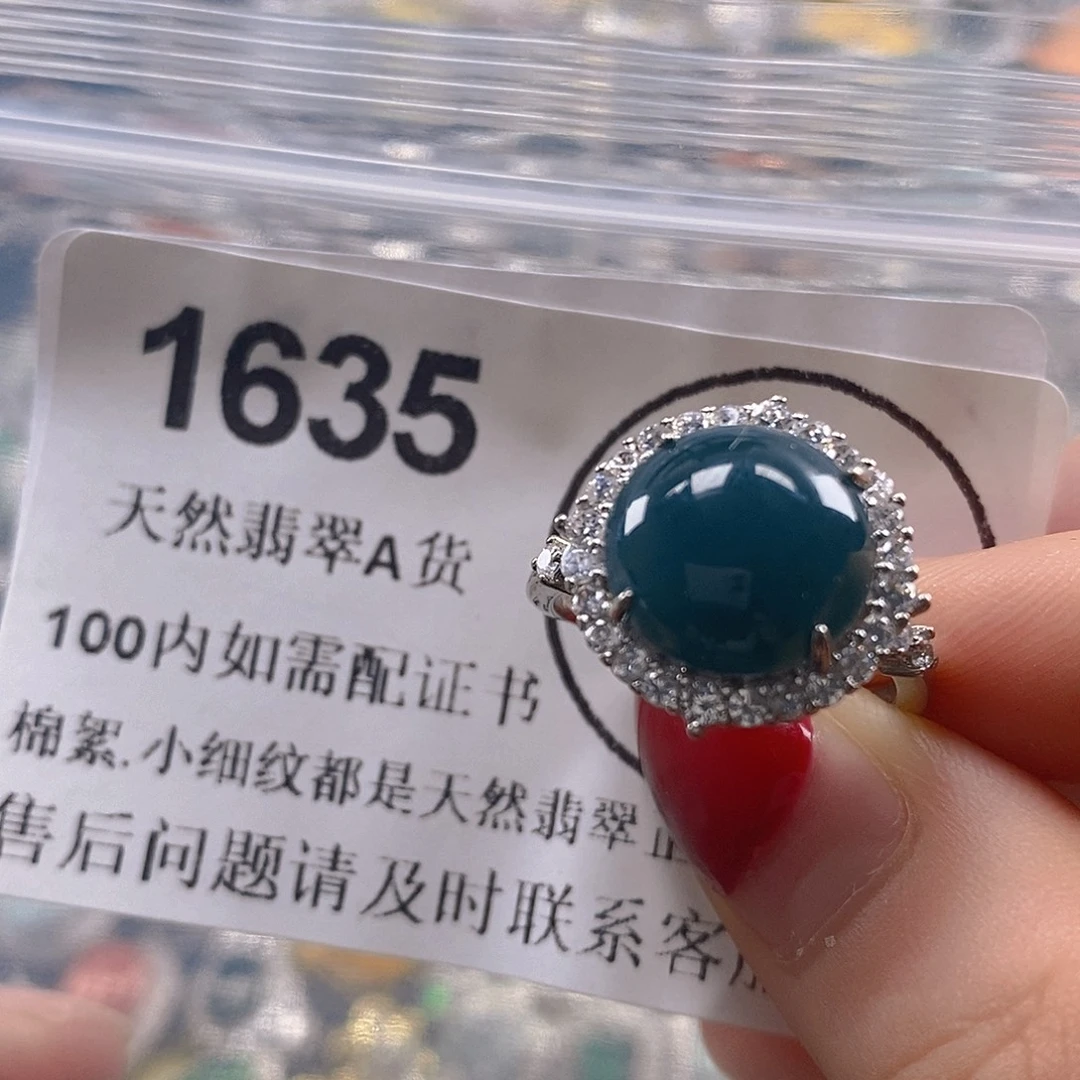 1635
天然翡翠A货
100内如需配证书
棉絮.小细纹都是天然翡翠
售后问题请及时联系客